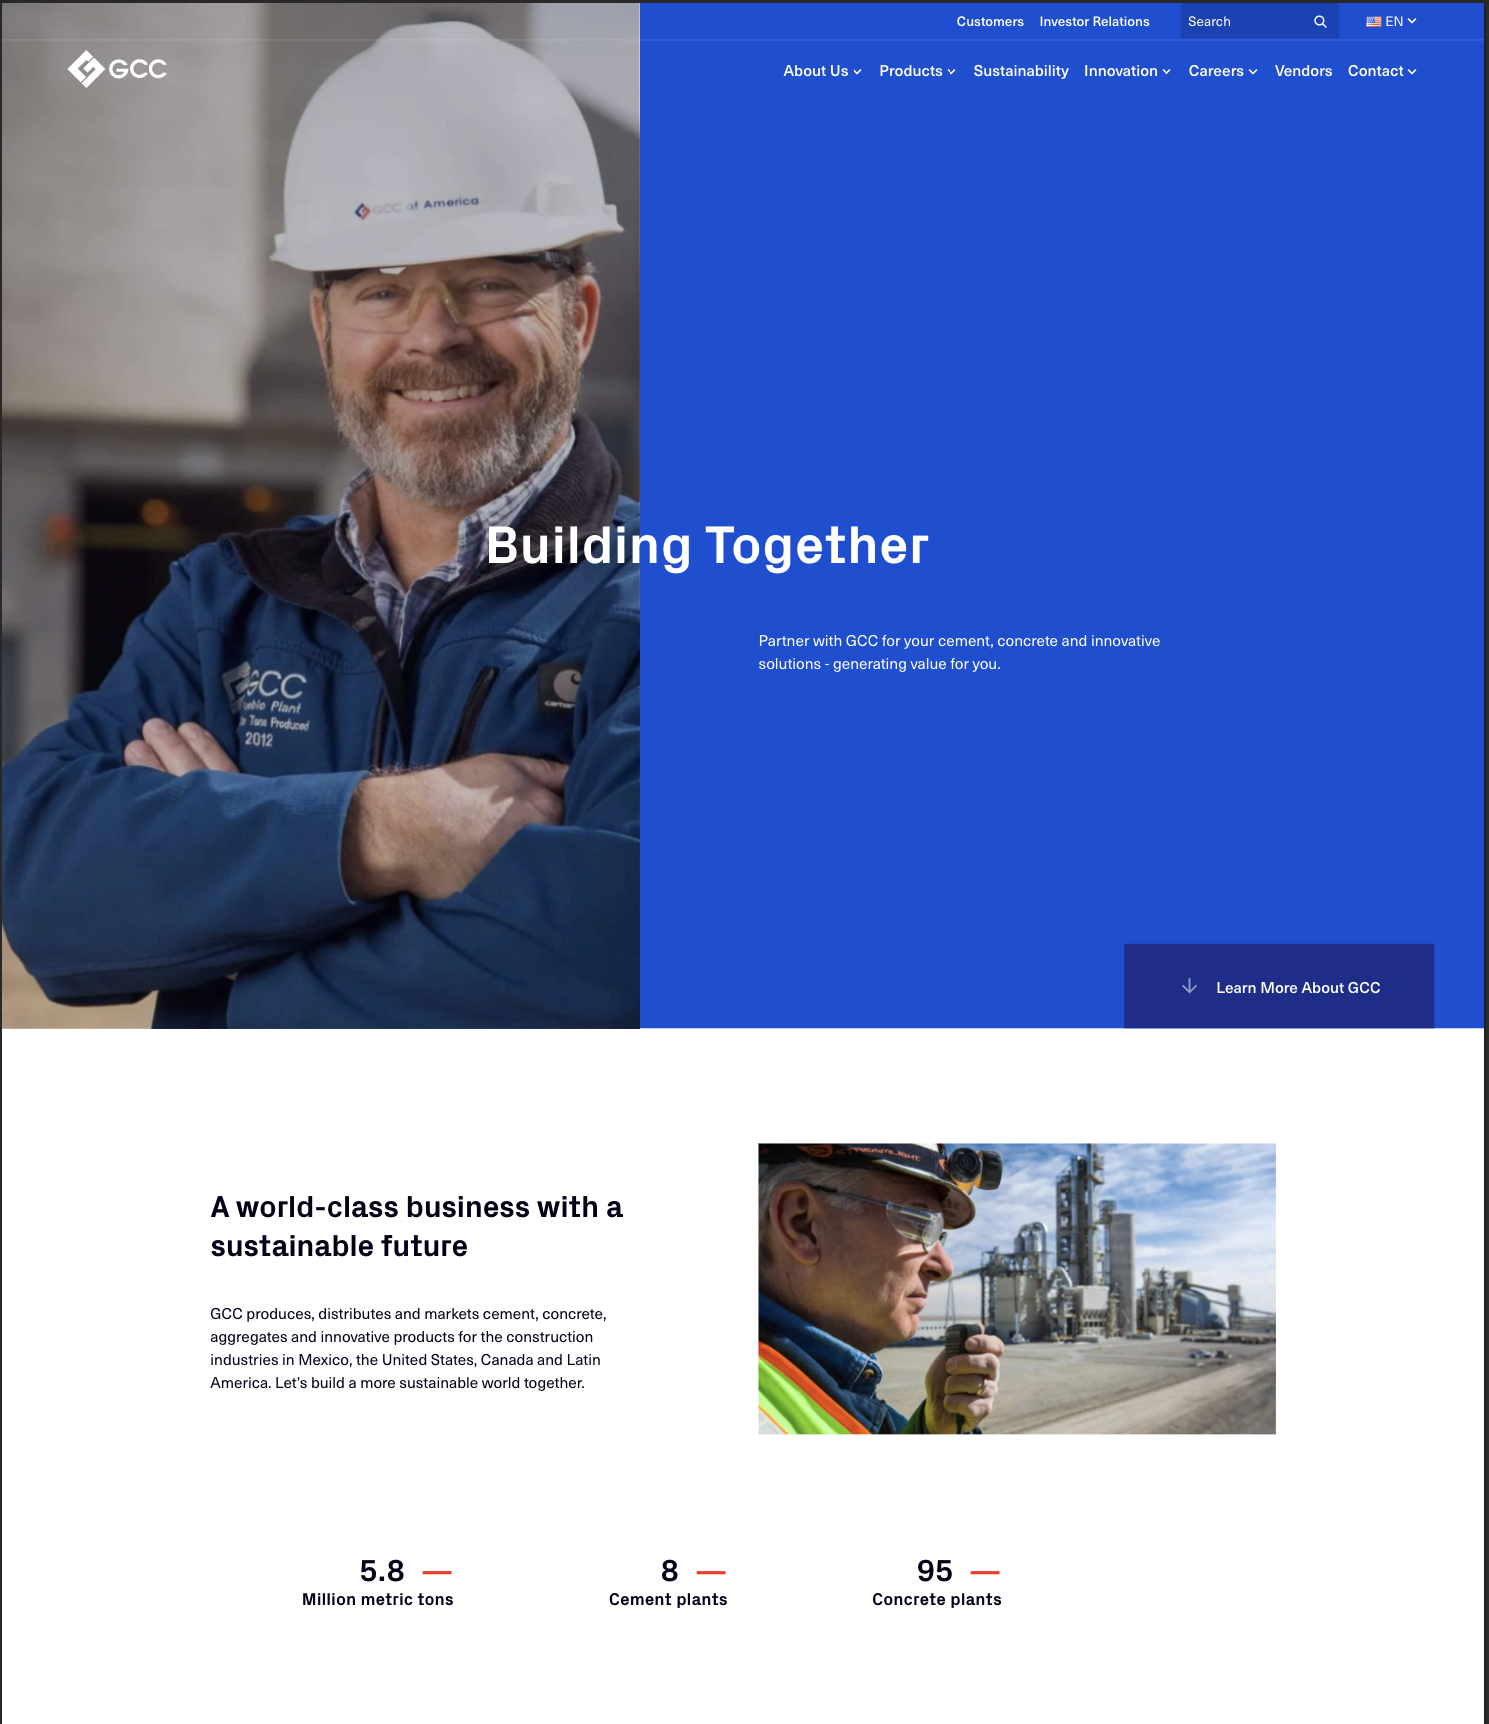 Customers Investor Relations Search EN
GCC
About Us Products Sustainability Innovation Careers Vendors Contact
GCC of America
Building Together
Partner with GCC for your cement, concrete and innovative
solutions - generating value for you.
GCC
Plant
Tons Produced
2012
Learn More About GCC
A world-class business with a
sustainable future
GCC produces, distributes and markets cement, concrete,
aggregates and innovative products for the construction
industries in Mexico, the United States, Canada and Latin
America. Let's build a more sustainable world together.
5.8
Million metric tons
8
Cement plants
95
Concrete plants